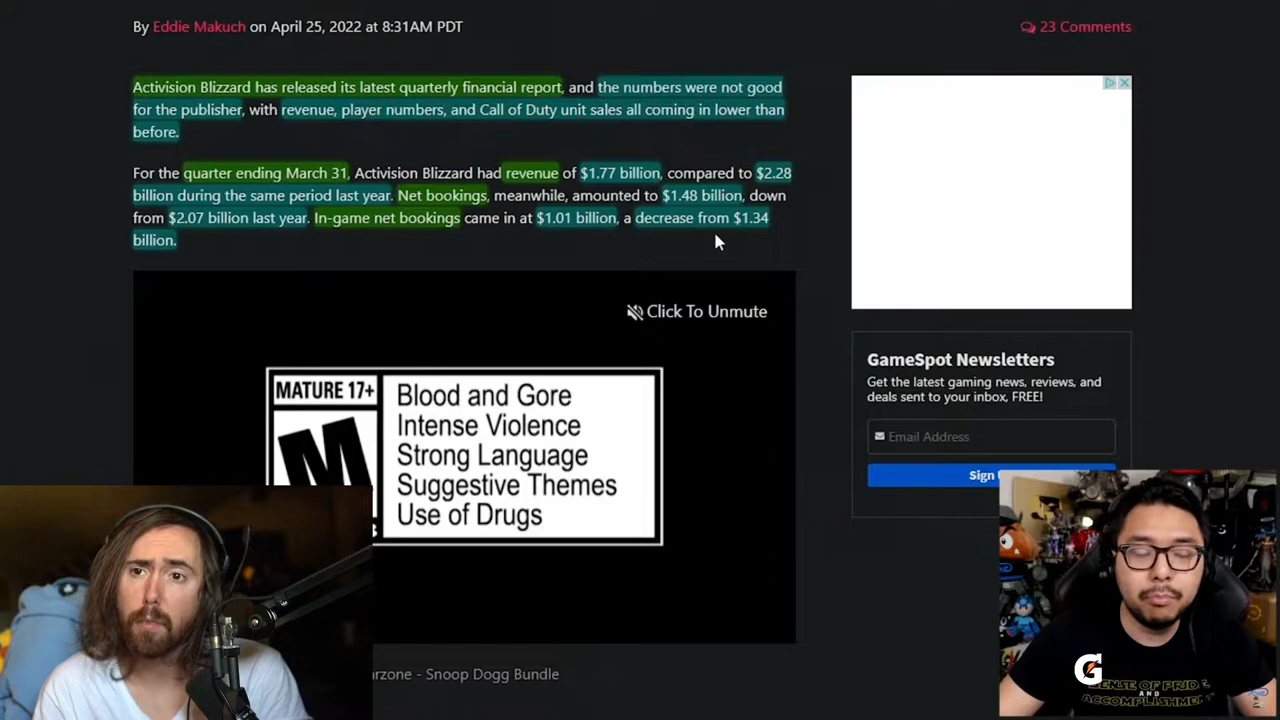 By Eddie Makuch on April 25, 2022 at 8:31AM PDT
23 Comments
Activision Blizzard has released its latest quarterly financial report, and the numbers were not good
for the publisher, with revenue, player numbers, and Call of Duty unit sales all coming in lower than
before.
For the quarter ending March 31, Activision Blizzard had revenue of $1.77 billion, compared to $2.28
billion during the same period last year. Net bookings, meanwhile, amounted to $1.48 billion, down
from $2.07 billion last year. In-game net bookings came in at $1.01 billion, a decrease from $1.34
billion.
Click To Unmute
MATURE 17+
M
Blood and Gore
Intense Violence
Strong Language
Suggestive Themes
Use of Drugs
GameSpot Newsletters
Get the latest gaming news, reviews, and
deals sent to your inbox, FREE!
Email Address
Sign
arzone - Snoop Dogg Bundle
G
SENSE OF PRIDE
AND
ACCOMPLISHMENT